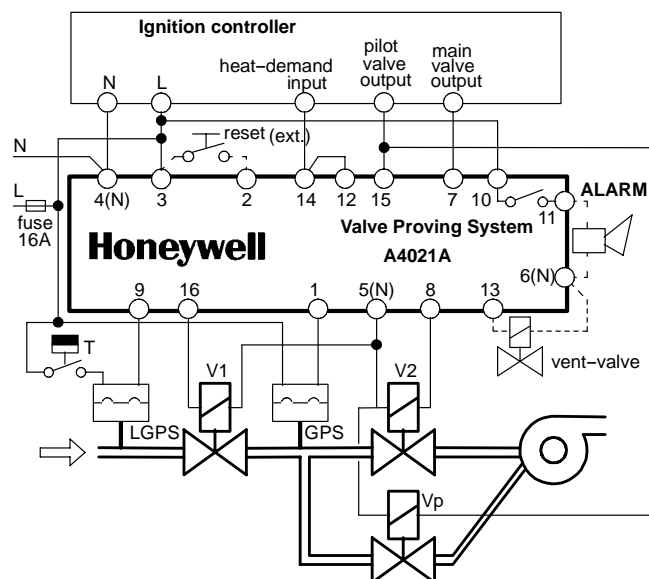 Ignition controller
N L heat–demand input pilot valve output main valve output
reset (ext.)
N
4(N) 3 2 14 12 15 7 10 11 ALARM
L
fuse
16A
Valve Proving System
Honeywell A4021A
6(N)
9 16 1 5(N) 8 13
T V1 V2 vent–valve
LGPS GPS
Vp